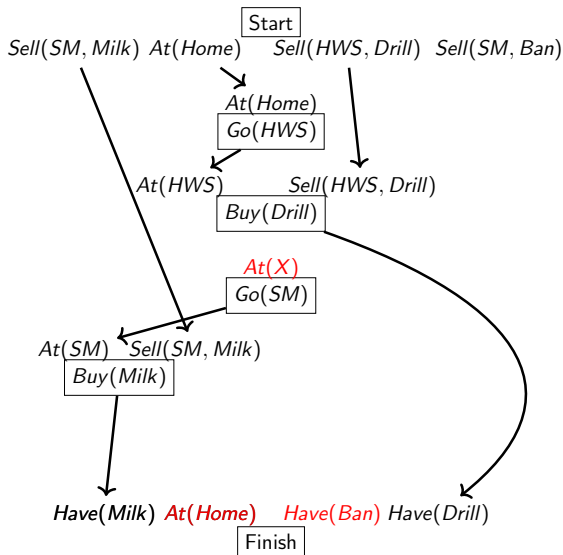 Start
Sell(SM, Milk) At(Home) Sell(HWS, Drill) Sell(SM, Ban)
At(Home)
Go(HWS)
At(HWS) Sell(HWS, Drill)
Buy(Drill)
At(X)
Go(SM)
At(SM) Sell(SM, Milk)
Buy(Milk)
Have(Milk) At(Home) Have(Ban) Have(Drill)
Finish